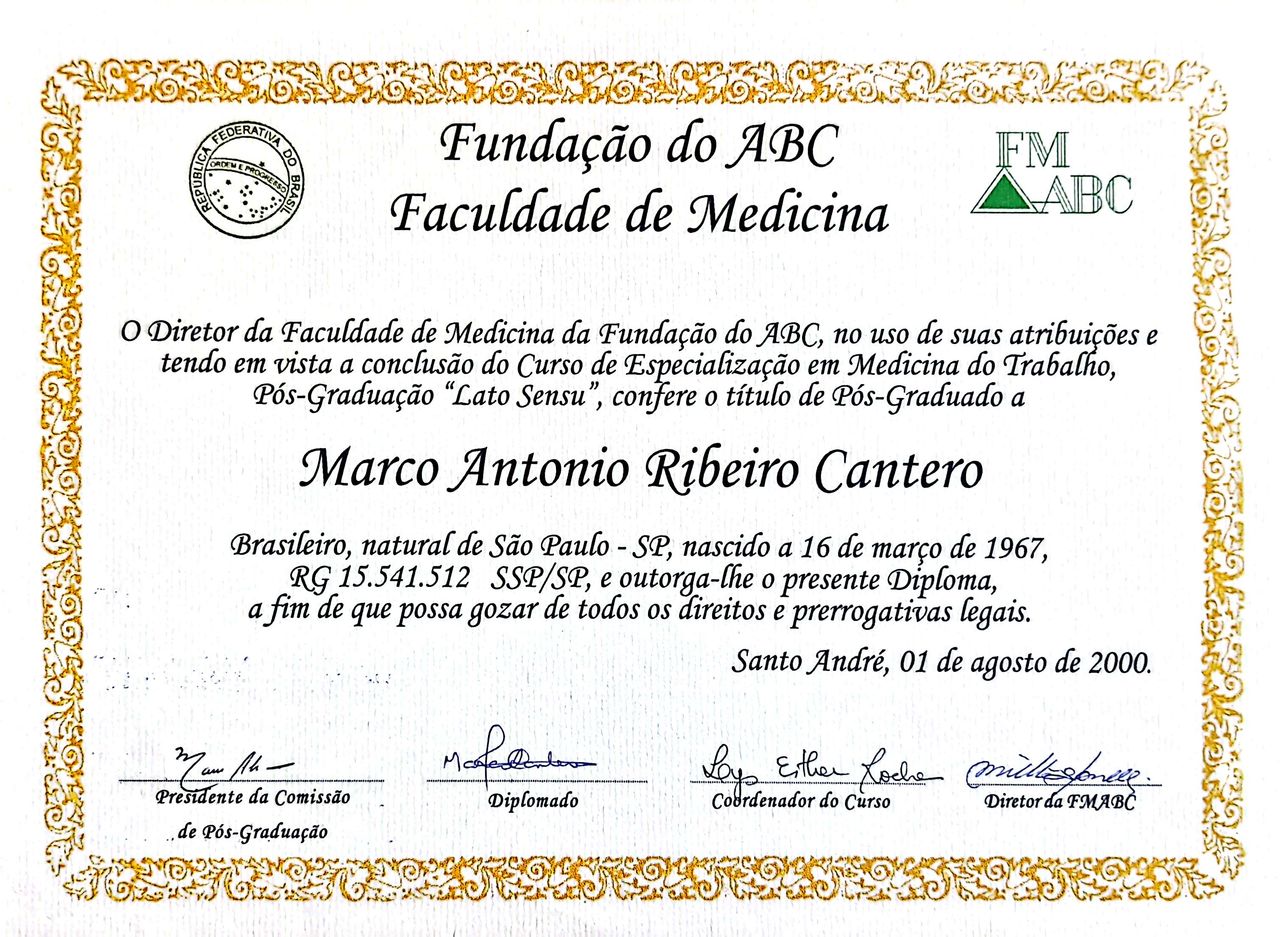 REPÚBLICA FEDERATIVA DO BRASIL
ORDEM E PROGRESSO
Fundação do ABC
Faculdade de Medicina
FM
ABC
O Diretor da Faculdade de Medicina da Fundação do ABC, no uso de suas atribuições e
tendo em vista a conclusão do Curso de Especialização em Medicina do Trabalho,
Pós-Graduação “Lato Sensu”, confere o título de Pós-Graduado a
Marco Antonio Ribeiro Cantero
Brasileiro, natural de São Paulo - SP, nascido a 16 de março de 1967,
RG 15.541.512 SSP/SP, e outorga-lhe o presente Diploma,
a fim de que possa gozar de todos os direitos e prerrogativas legais.
Santo André, 01 de agosto de 2000.
Lays Esther Rocha
Presidente da Comissão
de Pós-Graduação
Diplomado
Coordenador do Curso
Diretor da FMABC